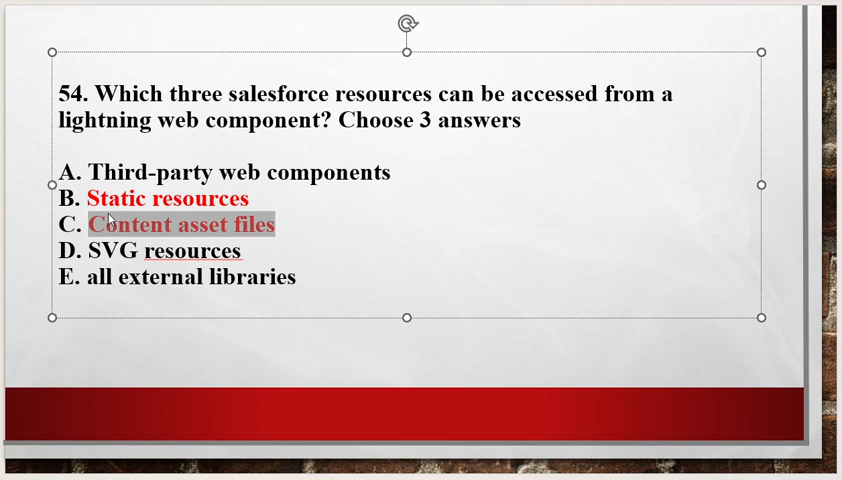 54. Which three salesforce resources can be accessed from a
lightning web component? Choose 3 answers
A. Third-party web components
B. Static resources
C. Content asset files
D. SVG resources
E. all external libraries